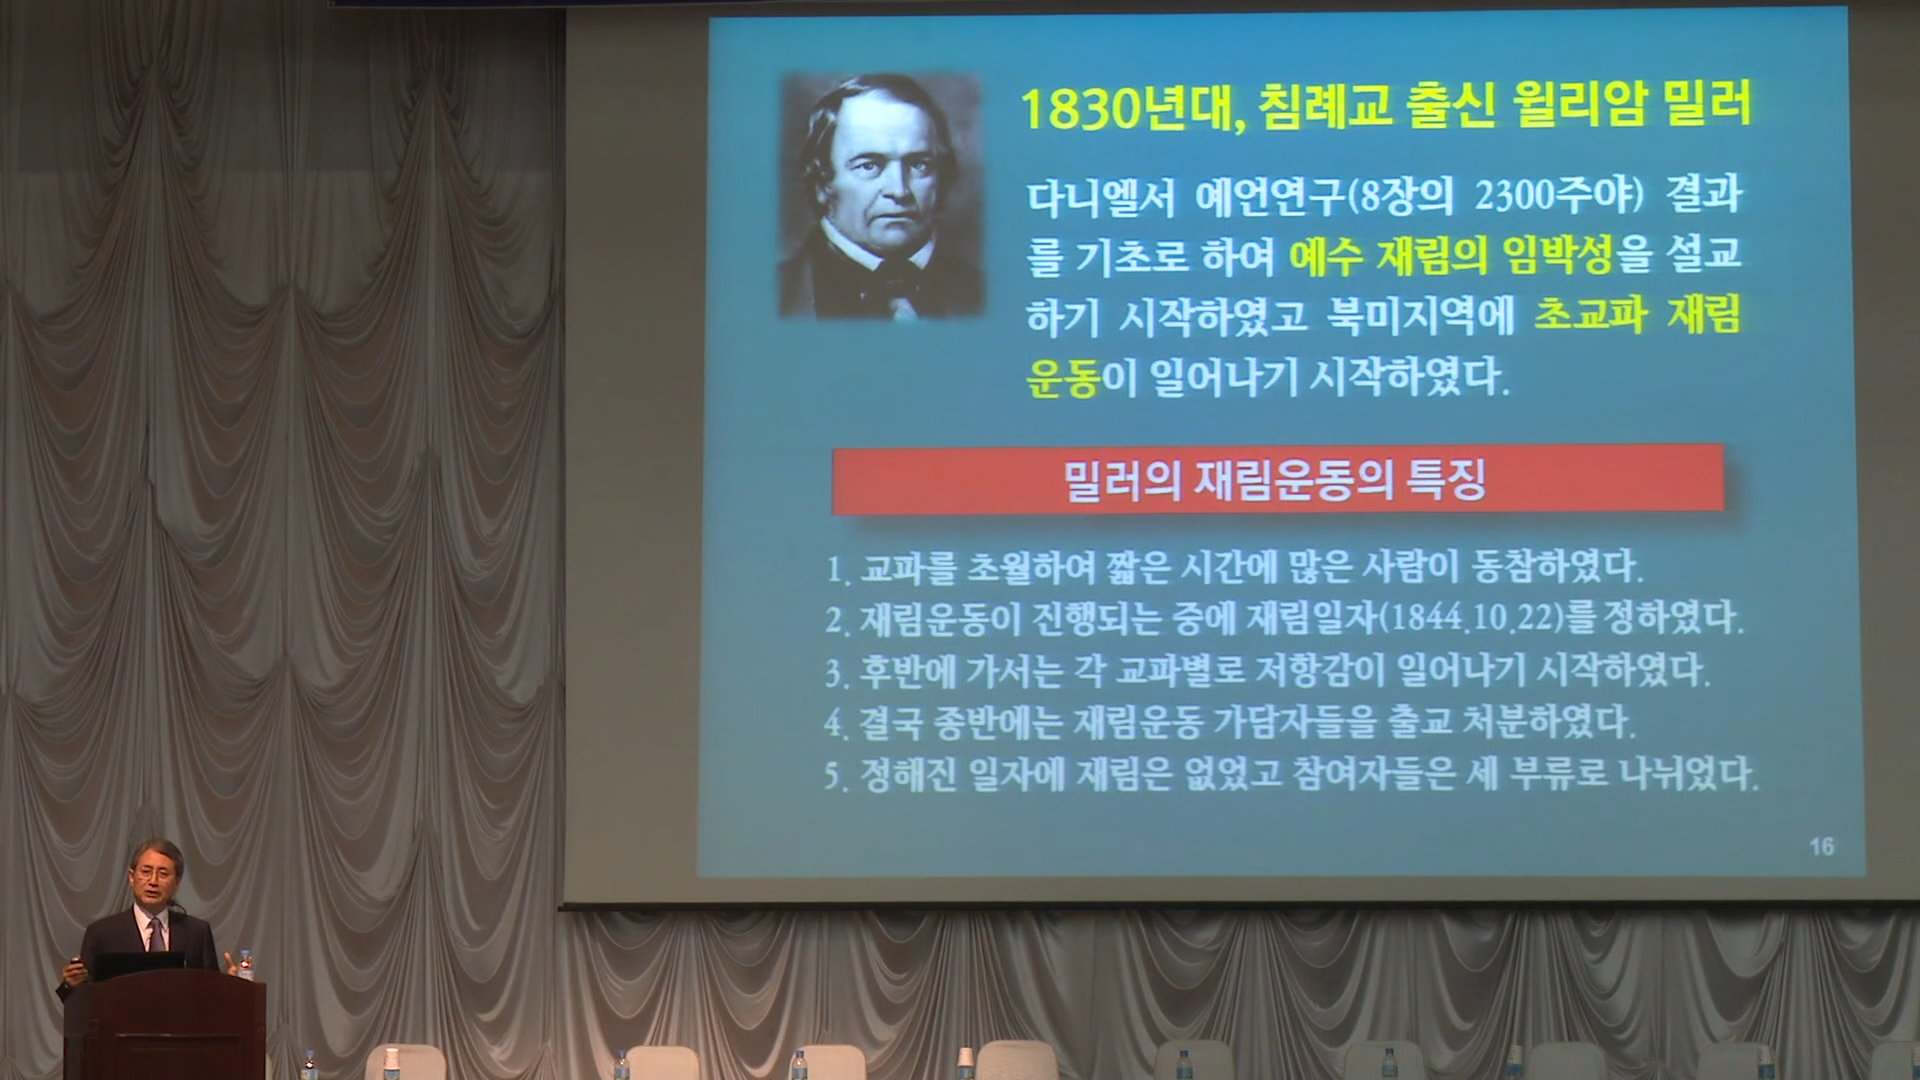 1830년대, 침례교 출신 윌리암 밀러
다니엘서 예언연구(8장의 2300주야) 결과
를 기초로 하여 예수 재림의 임박성을 설교
하기 시작하였고 북미지역에 초교파 재림
운동이 일어나기 시작하였다.
밀러의 재림운동의 특징
1. 교파를 초월하여 짧은 시간에 많은 사람이 동참하였다.
2. 재림운동이 진행되는 중에 재림일자(1844.10.22)를 정하였다.
3. 후반에 가서는 각 교파별로 저항감이 일어나기 시작하였다.
4. 결국 종반에는 재림운동 가담자들을 출교 처분하였다.
5. 정해진 일자에 재림은 없었고 참여자들은 세 부류로 나뉘었다.
16